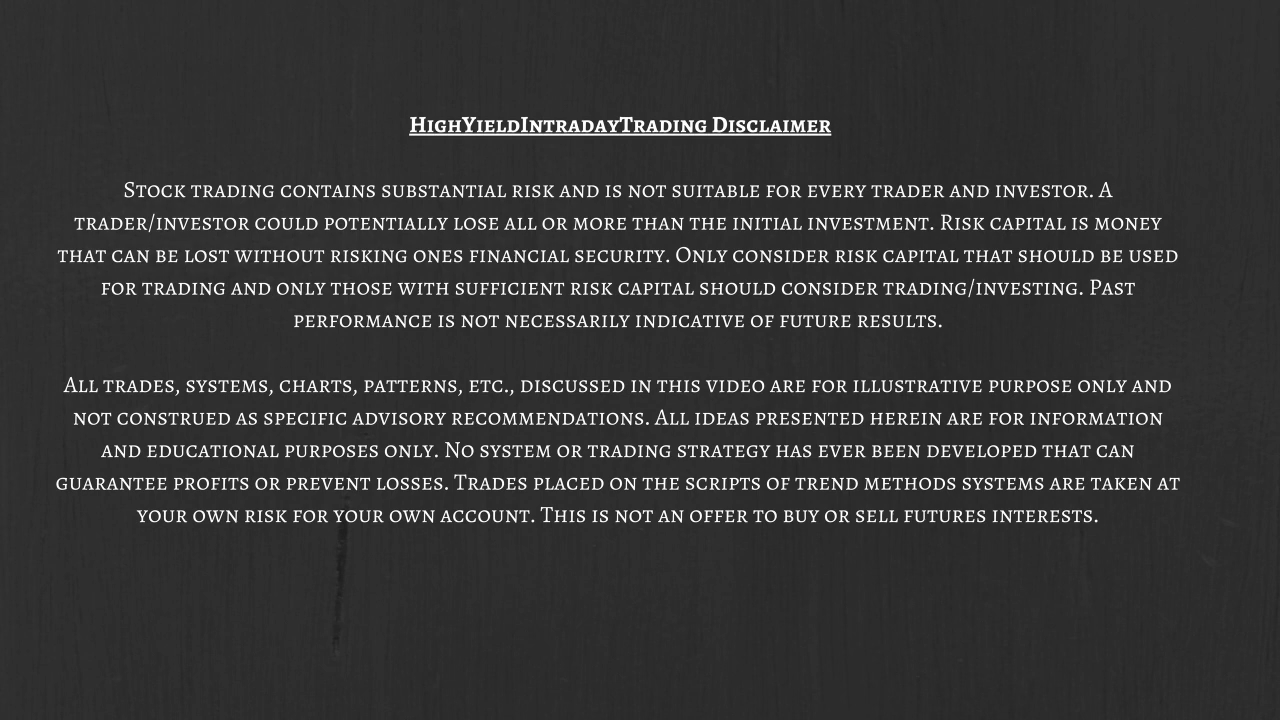 HighYieldIntradayTrading Disclaimer
Stock trading contains substantial risk and is not suitable for every trader and investor. A
trader/investor could potentially lose all or more than the initial investment. Risk capital is money
that can be lost without risking ones financial security. Only consider risk capital that should be used
for trading and only those with sufficient risk capital should consider trading/investing. Past
performance is not necessarily indicative of future results.
All trades, systems, charts, patterns, etc., discussed in this video are for illustrative purpose only and
not construed as specific advisory recommendations. All ideas presented herein are for information
and educational purposes only. No system or trading strategy has ever been developed that can
guarantee profits or prevent losses. Trades placed on the scripts of trend methods systems are taken at
your own risk for your own account. This is not an offer to buy or sell futures interests.